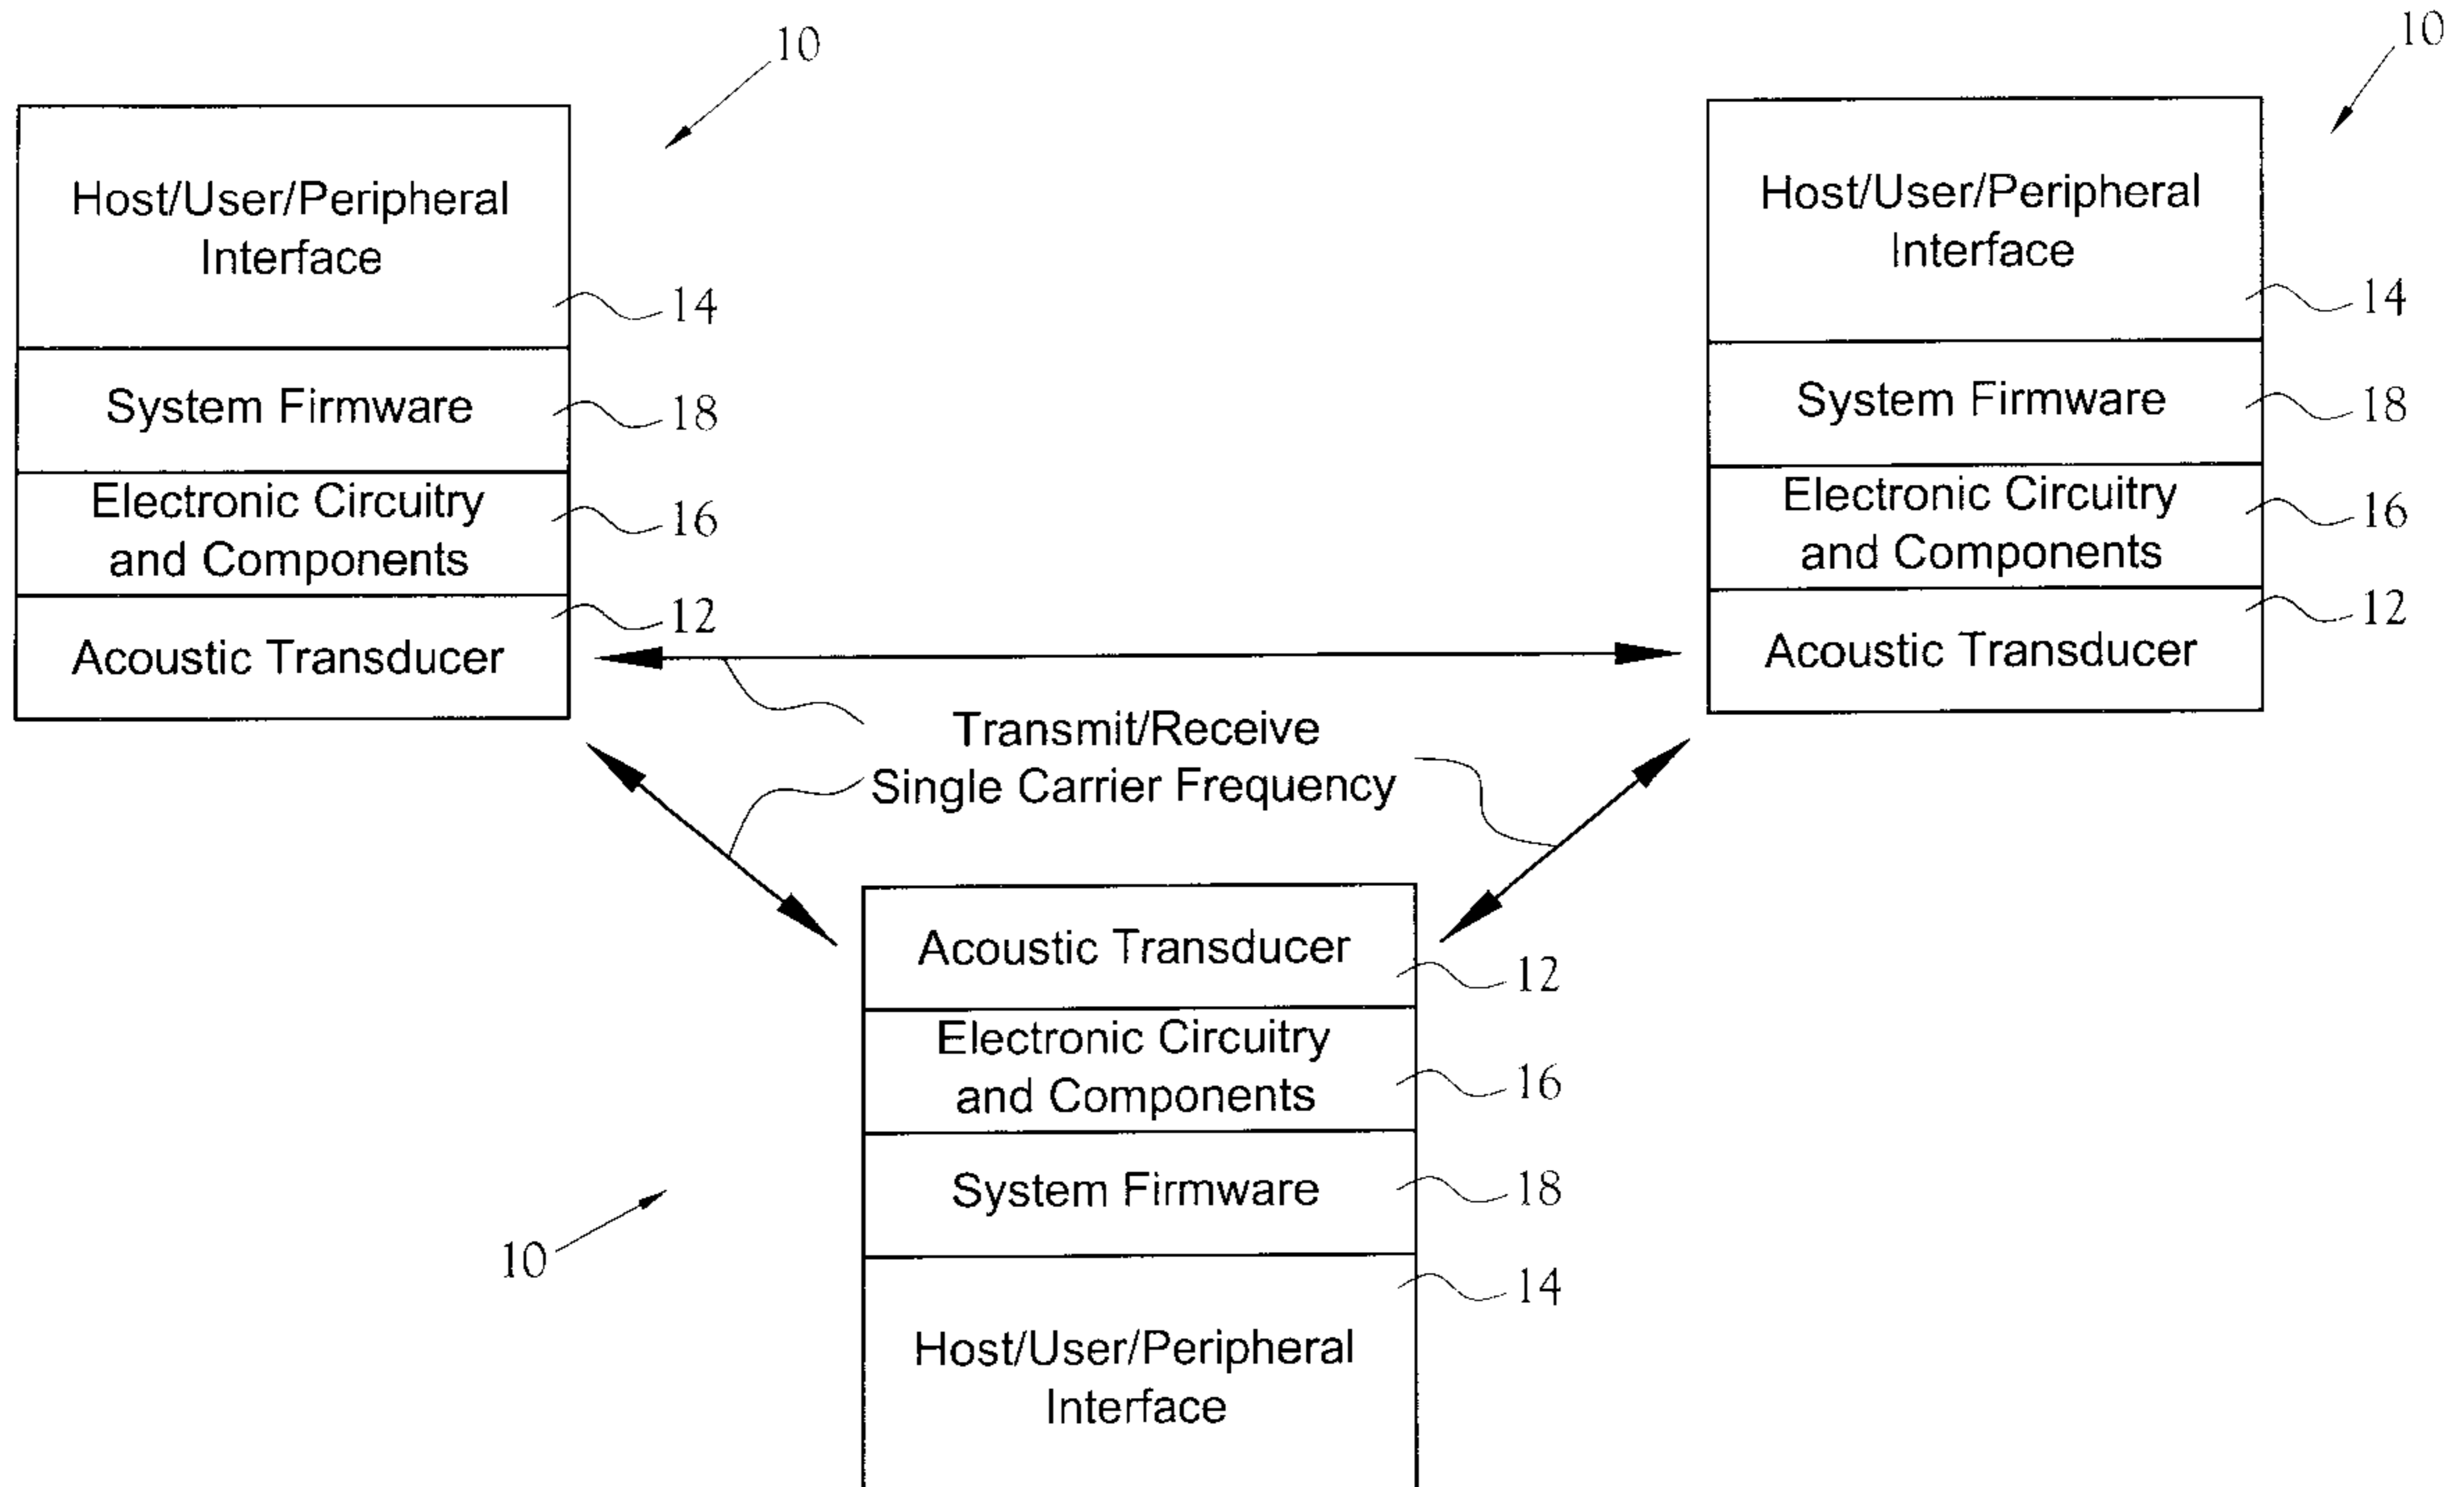 10
Host/User/Peripheral
Interface
14
System Firmware
18
Electronic Circuitry
and Components
16
12
Acoustic Transducer
10
Host/User/Peripheral
Interface
14
System Firmware
18
Electronic Circuitry
and Components
16
12
Acoustic Transducer
Transmit/Receive
Single Carrier Frequency
Acoustic Transducer
12
Electronic Circuitry
and Components
16
System Firmware
18
10
14
Host/User/Peripheral
Interface